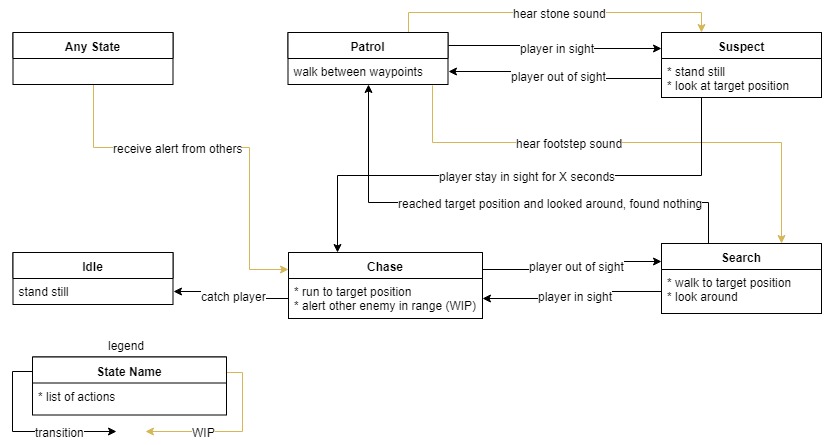 hear stone sound
Any State
Patrol
walk between waypoints
player in sight
player out of sight
Suspect
* stand still
* look at target position
receive alert from others
hear footstep sound
player stay in sight for X seconds
reached target position and looked around, found nothing
Idle
stand still
catch player
Chase
* run to target position
* alert other enemy in range (WIP)
player out of sight
player in sight
Search
* walk to target position
* look around
legend
State Name
* list of actions
transition
WIP